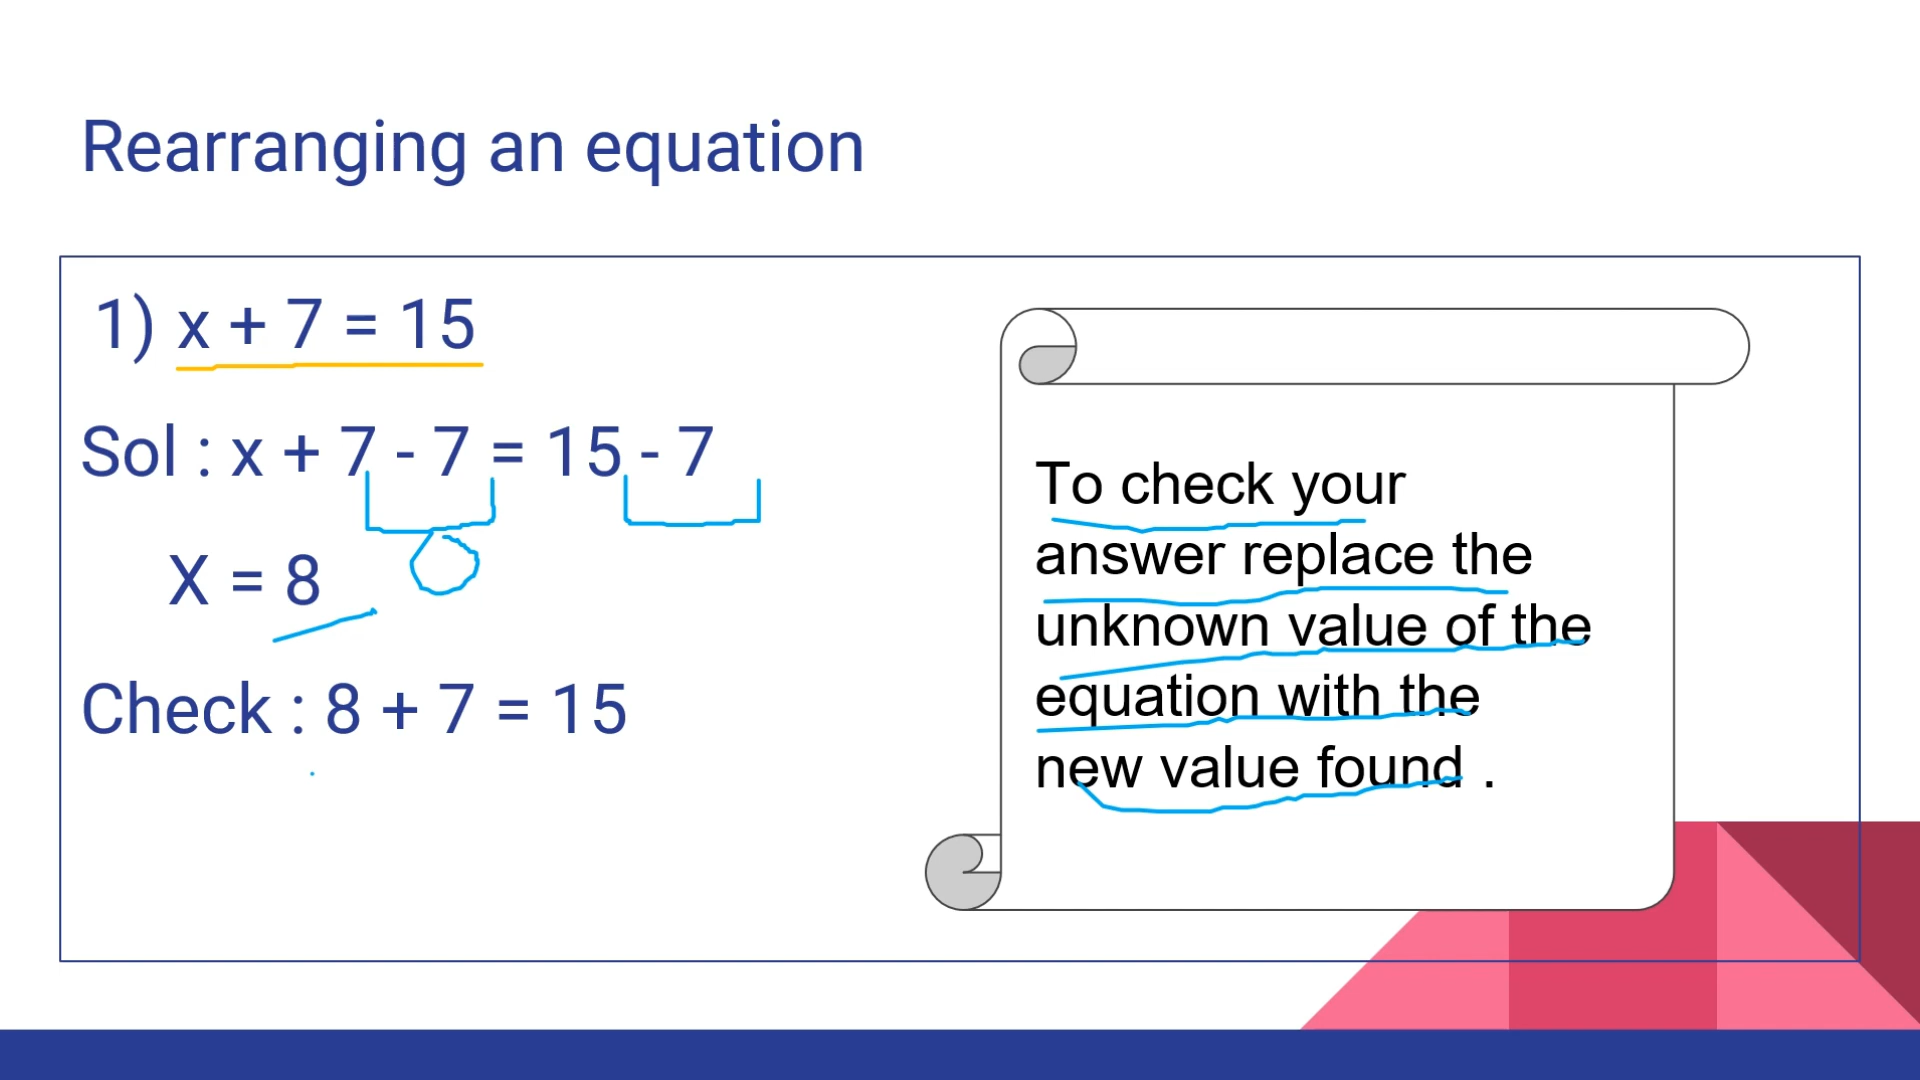 Rearranging an equation
1) x + 7 = 15
Sol : x + 7 - 7 = 15 - 7
X = 8
Check : 8 + 7 = 15
To check your
answer replace the
unknown value of the
equation with the
new value found .